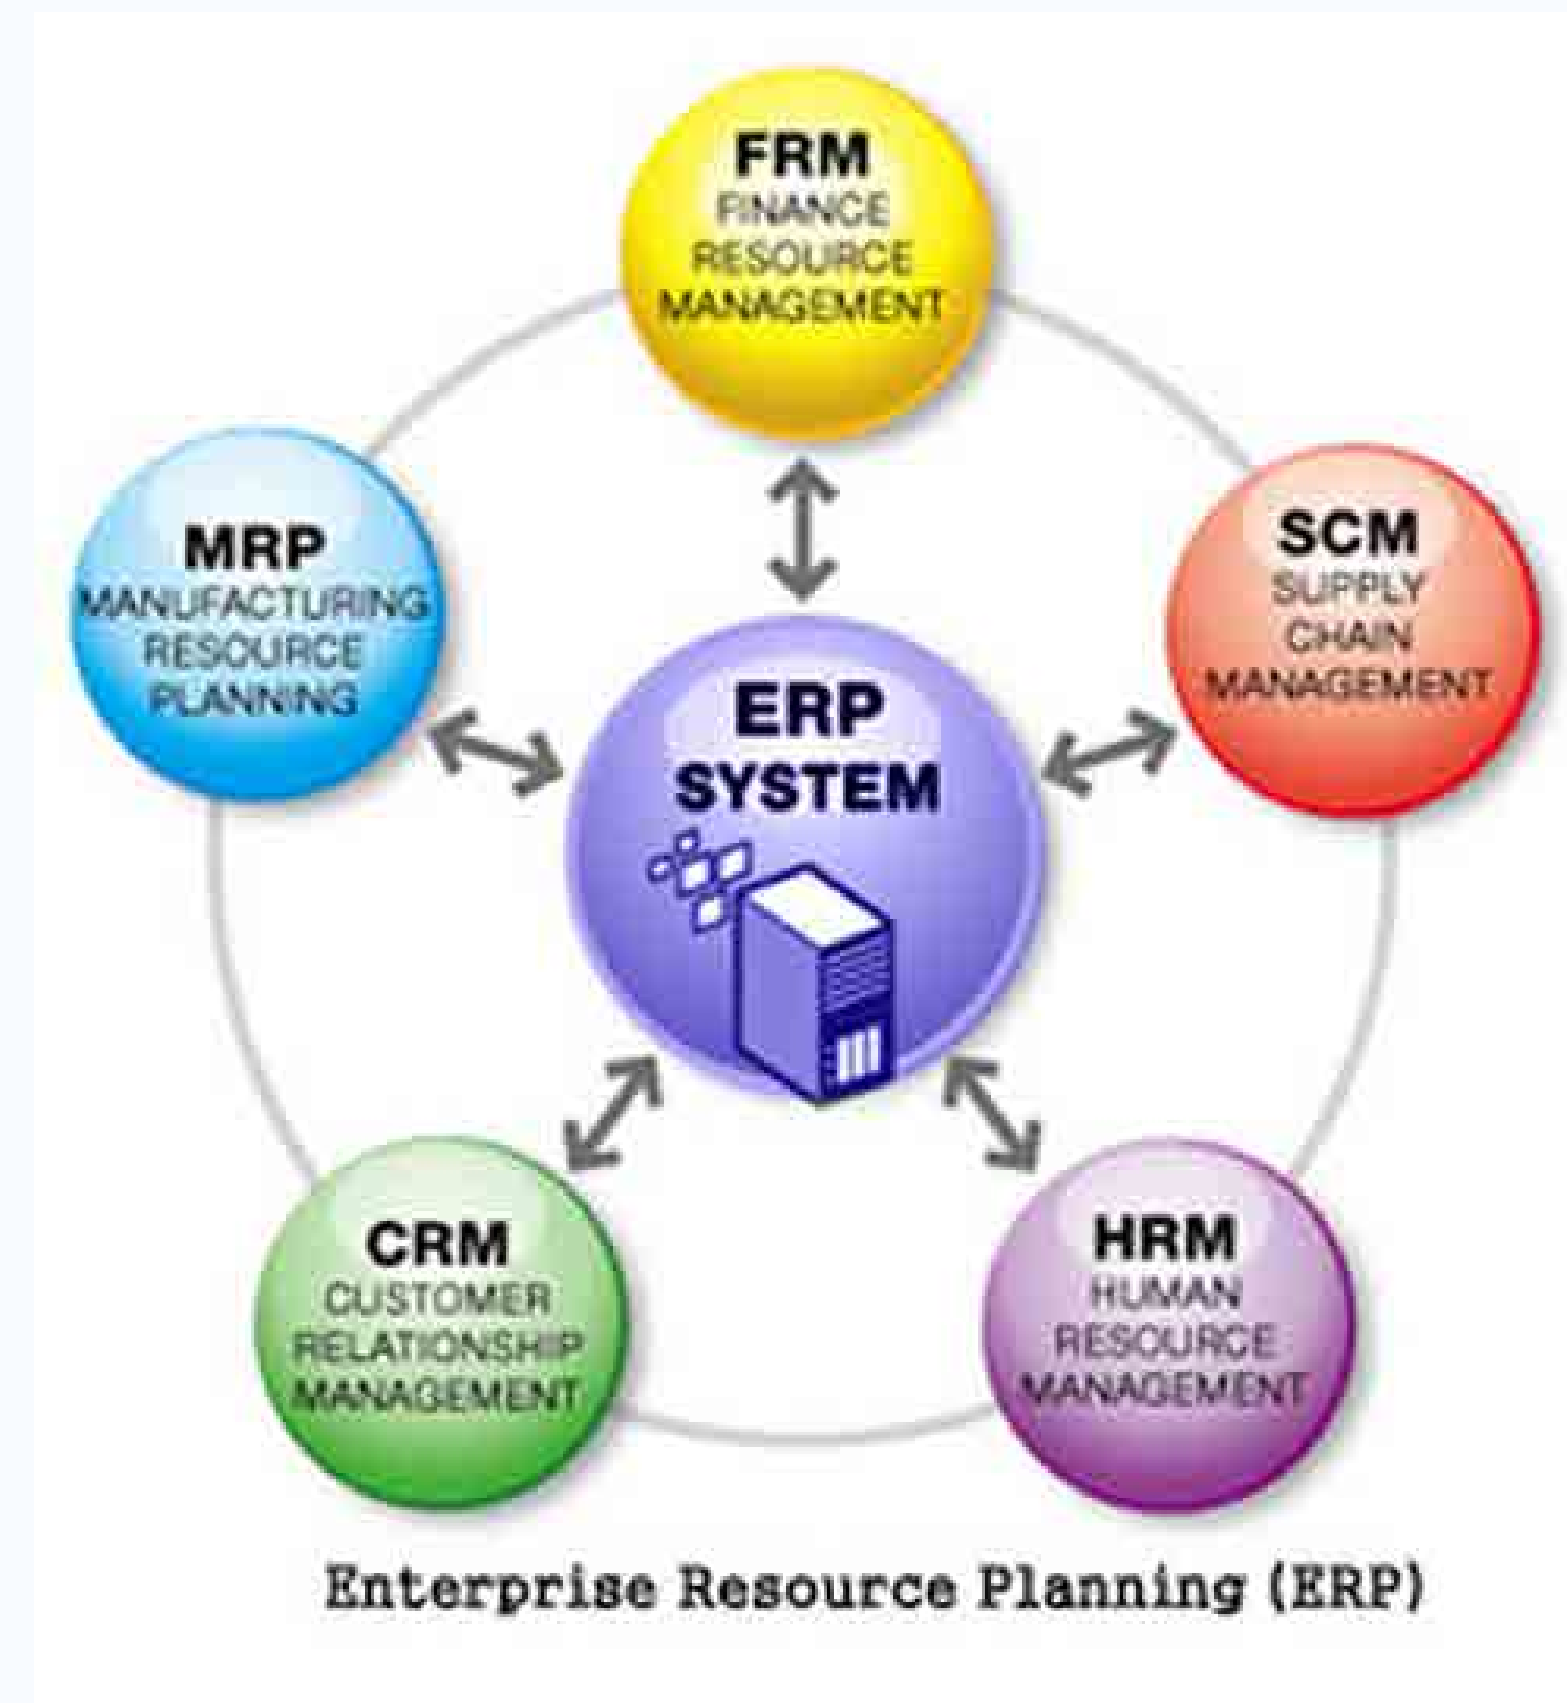 FRM
FINANCE
RESOURCE
MANAGEMENT
MRP
MANUFACTURING
RESOURCE
PLANNING
SCM
SUPPLY
CHAIN
MANAGEMENT
ERP
SYSTEM
CRM
CUSTOMER
RELATIONSHIP
MANAGEMENT
HRM
HUMAN
RESOURCE
MANAGEMENT
Enterprise Resource Planning (ERP)